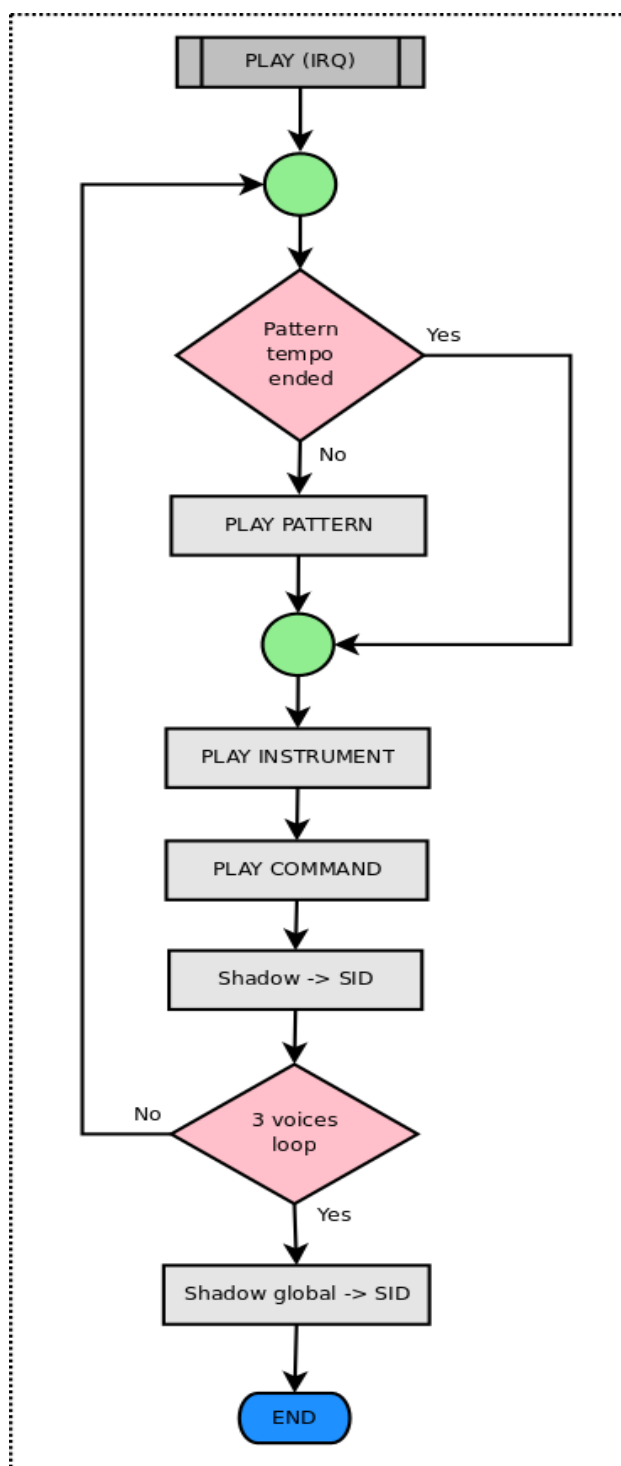 PLAY (IRQ)
Pattern
tempo
ended
Yes
No
PLAY PATTERN
PLAY INSTRUMENT
PLAY COMMAND
Shadow -> SID
3 voices
loop
No
Yes
Shadow global -> SID
END